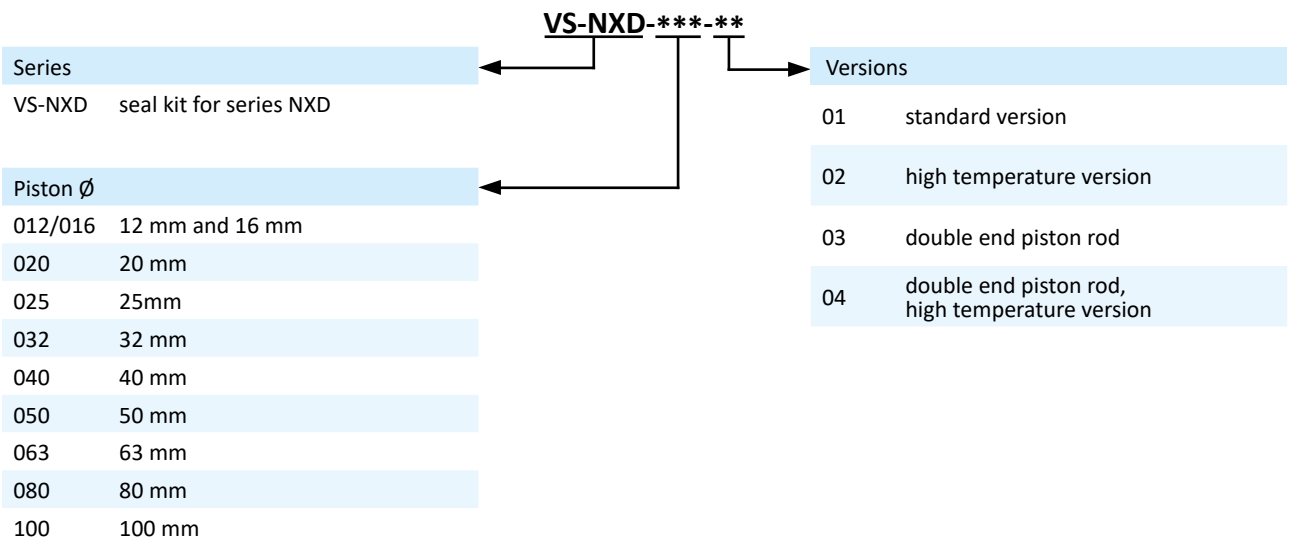 VS-NXD-***-**
Series
VS-NXD seal kit for series NXD
Piston Ø
012/016 12 mm and 16 mm
020 20 mm
025 25mm
032 32 mm
040 40 mm
050 50 mm
063 63 mm
080 80 mm
100 100 mm
Versions
01 standard version
02 high temperature version
03 double end piston rod
04 double end piston rod,
high temperature version